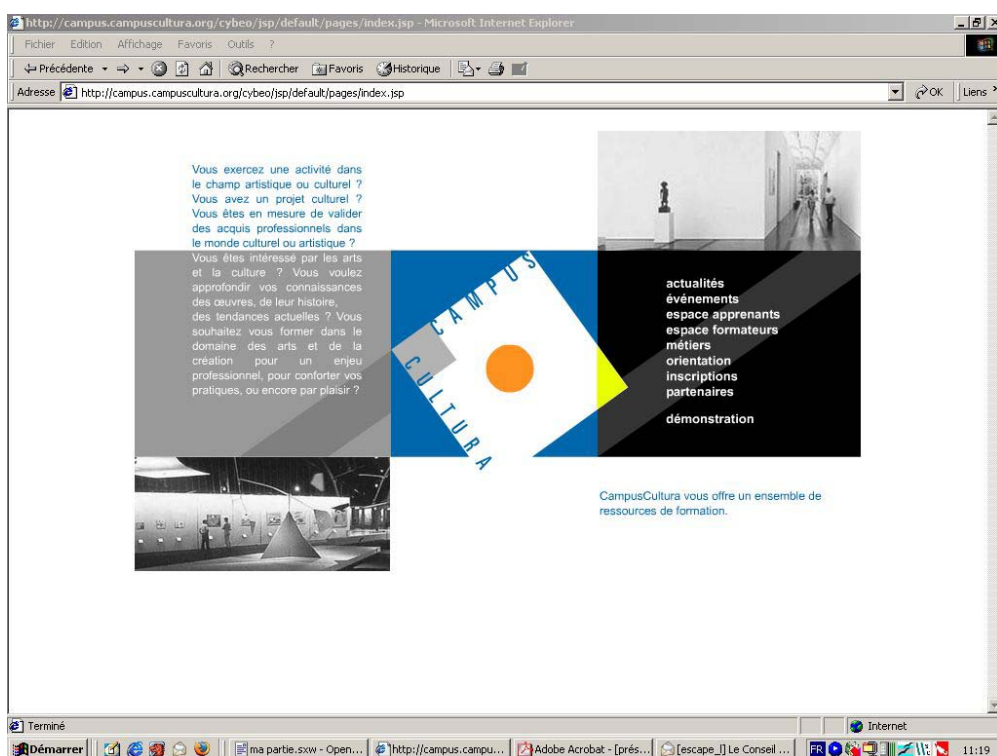 http://campus.campuscultura.org/cybeo/jsp/default/pages/index.jsp - Microsoft Internet Explorer
Fichier Edition Affichage Favoris Outils ?
Précédente Rechercher Favoris Historique
Adresse http://campus.campuscultura.org/cybeo/jsp/default/pages/index.jsp OK Liens
Vous exercez une activité dans
le champ artistique ou culturel ?
Vous avez un projet culturel ?
Vous êtes en mesure de valider
des acquis professionnels dans
le monde culturel ou artistique ?
Vous êtes intéressé par les arts
et la culture ? Vous voulez
approfondir vos connaissances
des œuvres, de leur histoire,
des tendances actuelles ? Vous
souhaitez vous former dans le
domaine des arts et de la
création pour un enjeu
professionnel, pour conforter vos
pratiques, ou encore par plaisir ?
CAMPUS
CULTURA
actualités
événements
espace apprenants
espace formateurs
métiers
orientation
inscriptions
partenaires
démonstration
CampusCultura vous offre un ensemble de
ressources de formation.
Terminé Internet
Démarrer ma partie.sxw - Open... http://campus.campu... Adobe Acrobat - [prés... [escape_l] Le Conseil ... FR 11:19